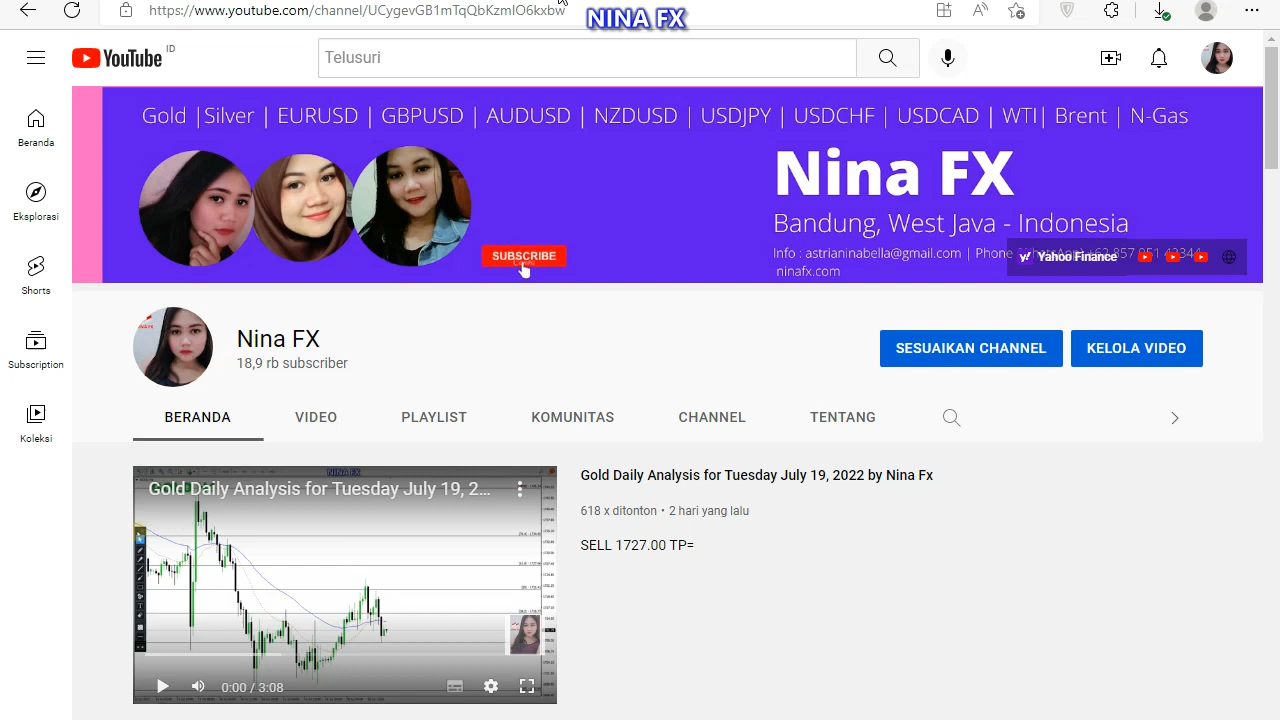 https://www.youtube.com/channel/UCygevGB1mTqQbKzmIO6kxbw
NINA FX
YouTube ID
Telusuri
Beranda
Eksplorasi
Shorts
Subscription
Koleksi
Gold |Silver | EURUSD | GBPUSD | AUDUSD | NZDUSD | USDJPY | USDCHF | USDCAD | WTI| Brent | N-Gas
Nina FX
Bandung, West Java - Indonesia
Info : astrianinabella@gmail.com | Phone
ninafx.com
Yahoo Finance
SUBSCRIBE
Nina FX
18,9 rb subscriber
SESUAIKAN CHANNEL
KELOLA VIDEO
BERANDA
VIDEO
PLAYLIST
KOMUNITAS
CHANNEL
TENTANG
NINA FX
Gold Daily Analysis for Tuesday July 19, 2...
0:00 / 3:08
Gold Daily Analysis for Tuesday July 19, 2022 by Nina Fx
618 x ditonton • 2 hari yang lalu
SELL 1727.00 TP=